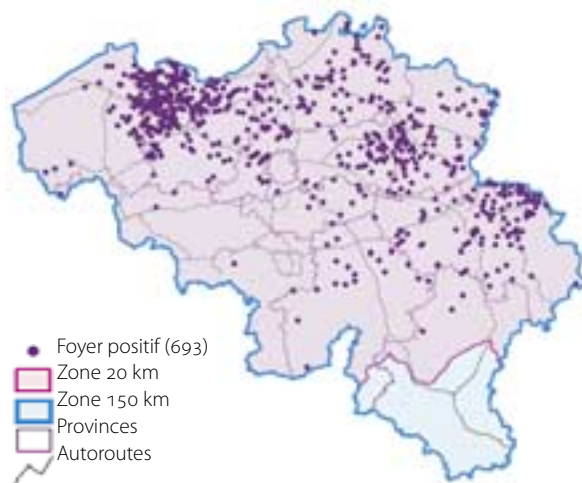 Foyer positif (693)
Zone 20 km
Zone 150 km
Provinces
Autoroutes